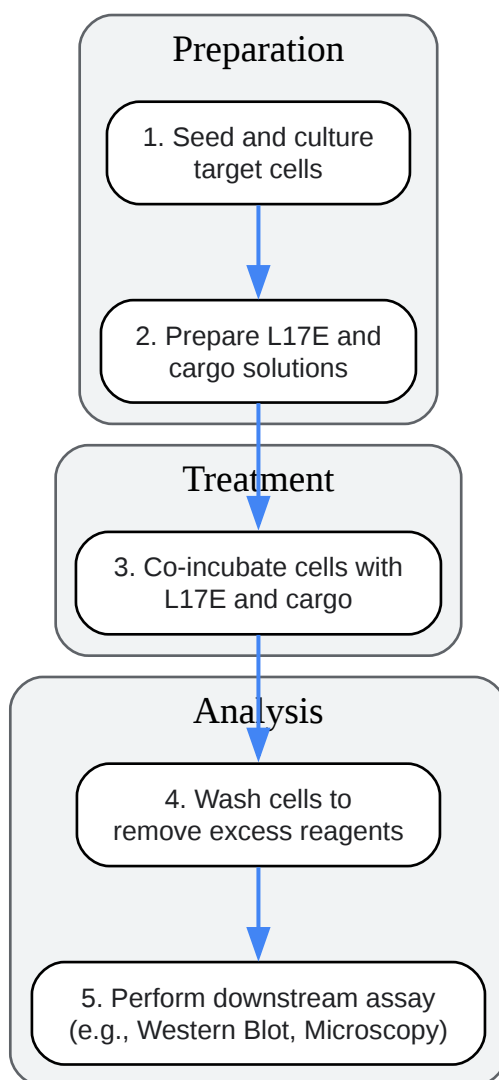 Preparation
1. Seed and culture
target cells
2. Prepare L17E and
cargo solutions
Treatment
3. Co-incubate cells with
L17E and cargo
Analysis
4. Wash cells to
remove excess reagents
5. Perform downstream assay
(e.g., Western Blot, Microscopy)